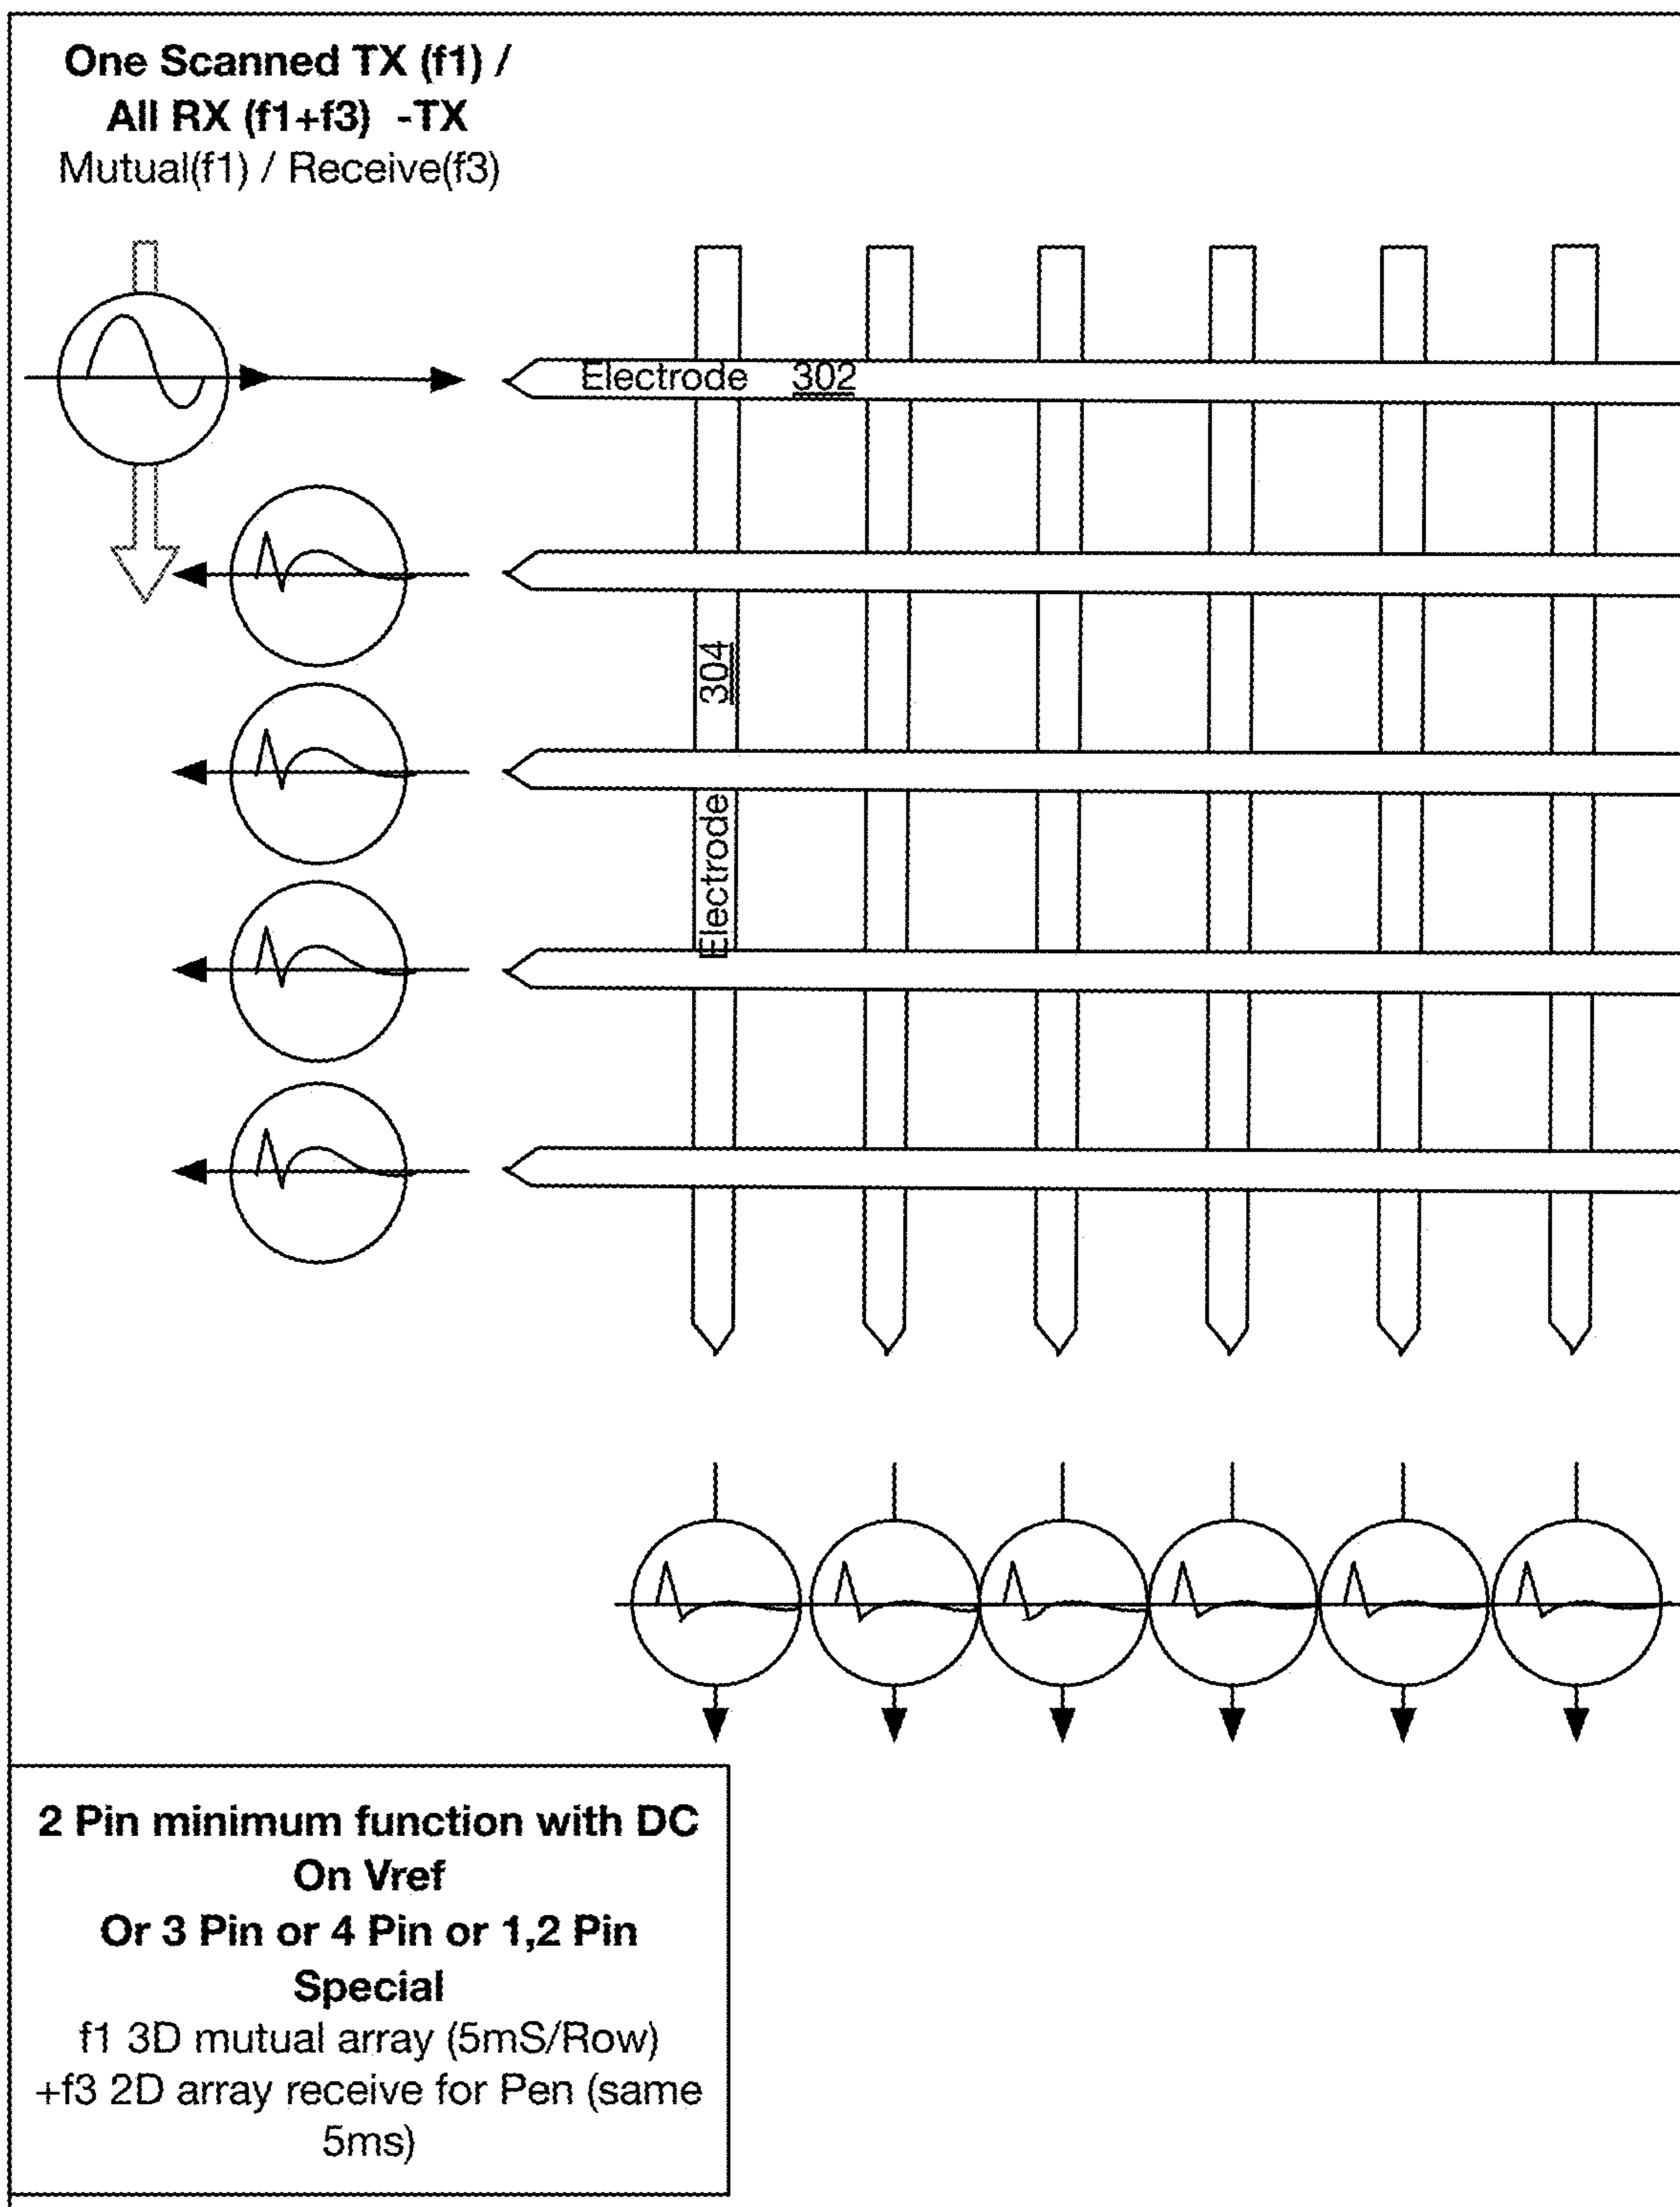 One Scanned TX (f1) /
All RX (f1+f3) -TX
Mutual(f1) / Receive(f3)
Electrode 302
Electrode 304
2 Pin minimum function with DC
On Vref
Or 3 Pin or 4 Pin or 1,2 Pin
Special
f1 3D mutual array (5mS/Row)
+f3 2D array receive for Pen (same
5ms)